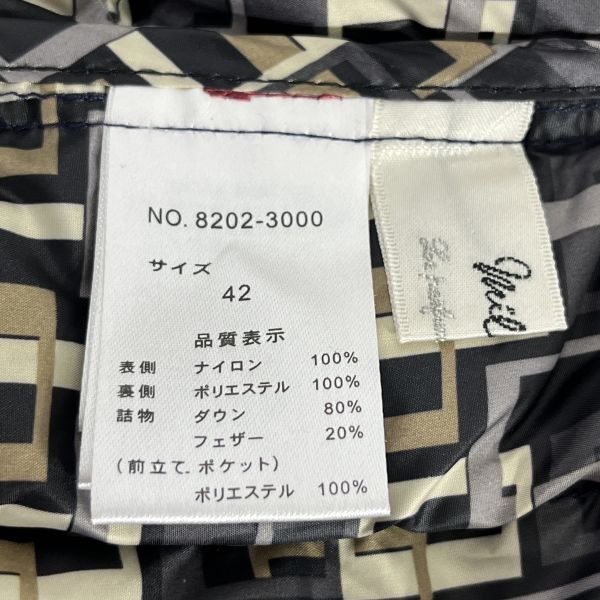 NO. 8202-3000
サイズ
42
品質表示
表側 ナイロン 100%
裏側 ポリエステル 100%
詰物 ダウン 80%
フェザー 20%
(前立て、ポケット)
ポリエステル 100%